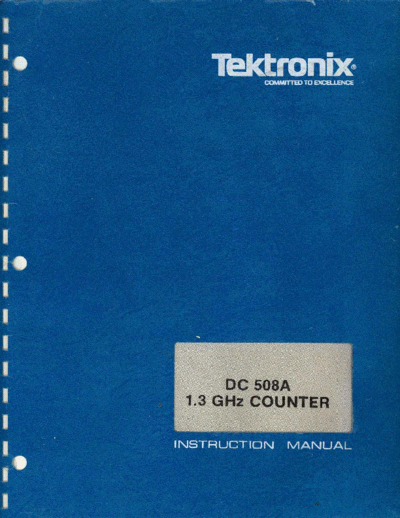 Tektronix®
COMMITTED TO EXCELLENCE
DC 508A
1.3 GHz COUNTER
INSTRUCTION MANUAL